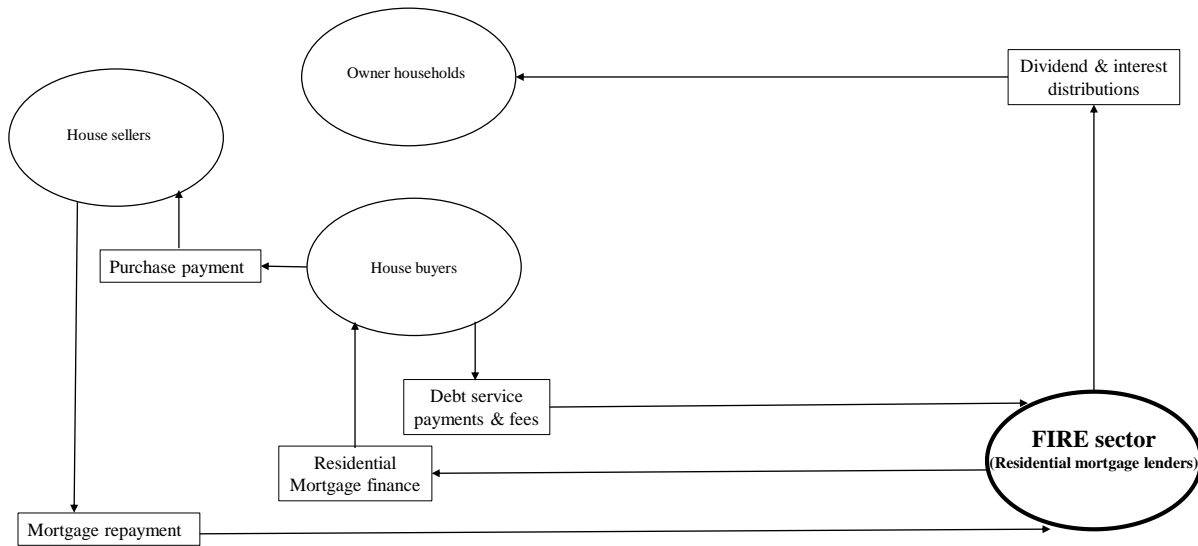 Owner households
Dividend & interest
distributions
House sellers
Purchase payment
House buyers
Debt service
payments & fees
FIRE sector
(Residential mortgage lenders)
Residential
Mortgage finance
Mortgage repayment